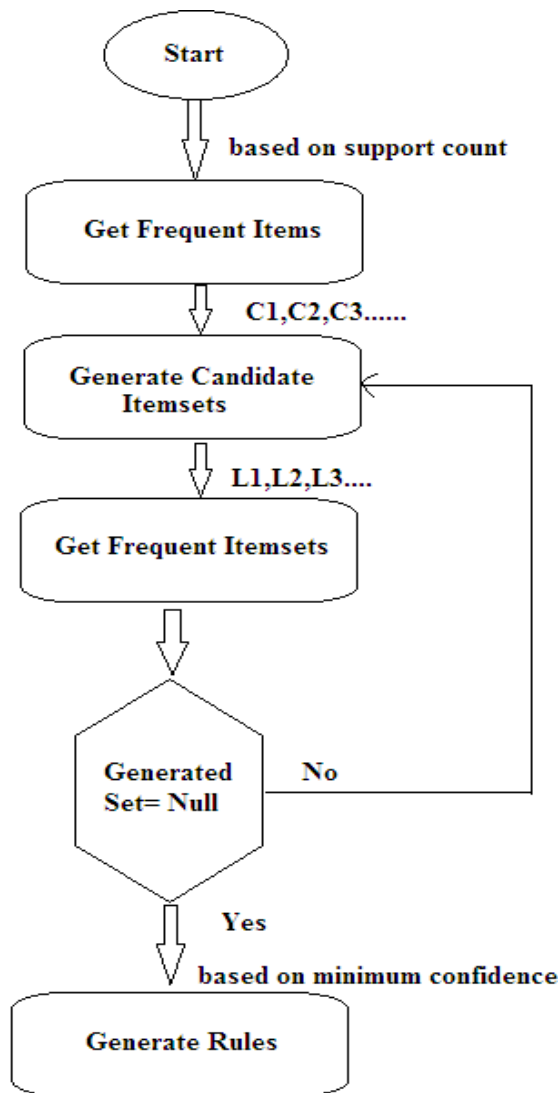 Start
based on support count
Get Frequent Items
C1,C2,C3......
Generate Candidate
Itemsets
L1,L2,L3....
Get Frequent Itemsets
Generated
Set= Null
No
Yes
based on minimum confidence
Generate Rules